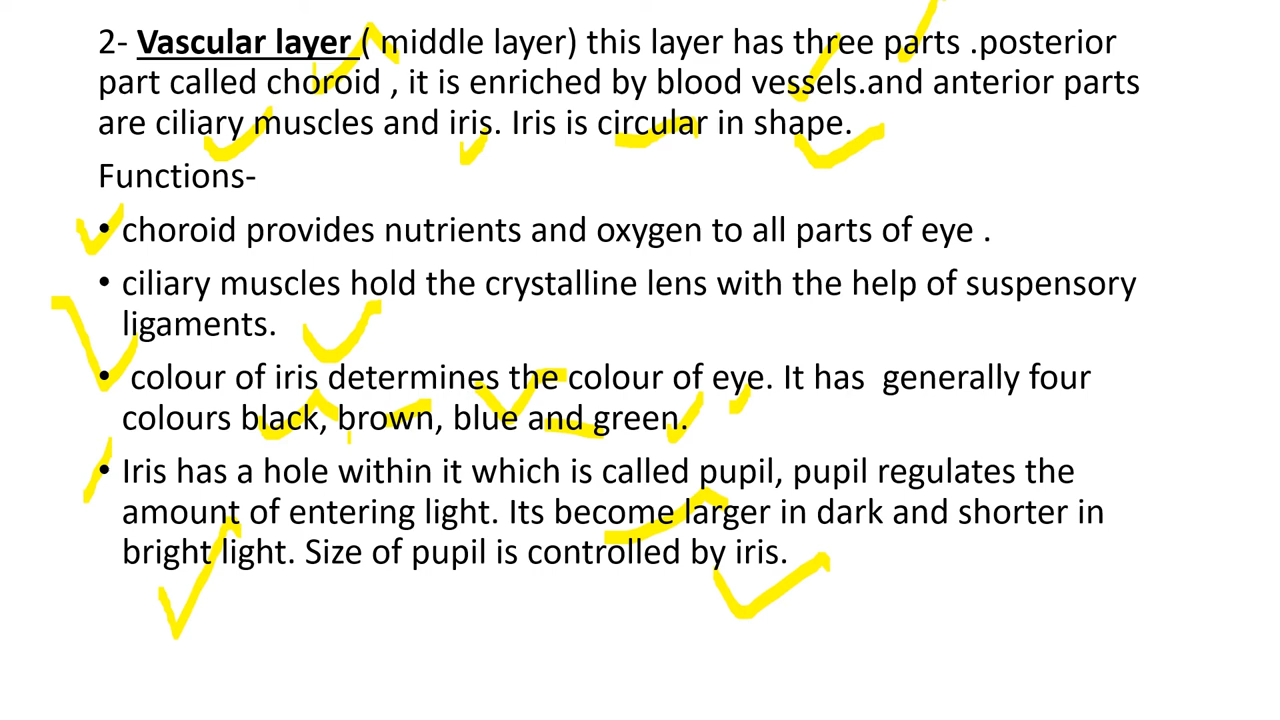 2- Vascular layer ( middle layer) this layer has three parts .posterior
part called choroid , it is enriched by blood vessels.and anterior parts
are ciliary muscles and iris. Iris is circular in shape.
Functions-
• choroid provides nutrients and oxygen to all parts of eye .
• ciliary muscles hold the crystalline lens with the help of suspensory
ligaments.
• colour of iris determines the colour of eye. It has  generally four
colours black, brown, blue and green.
• Iris has a hole within it which is called pupil, pupil regulates the
amount of entering light. Its become larger in dark and shorter in
bright light. Size of pupil is controlled by iris.